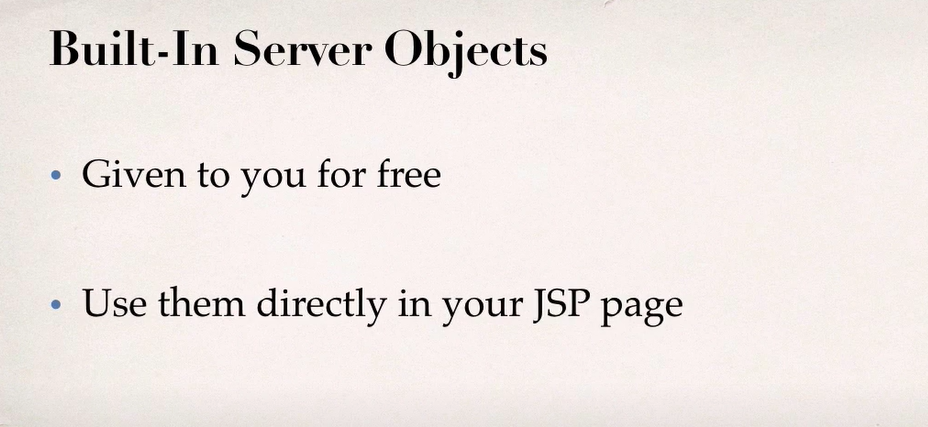 Built-In Server Objects
• Given to you for free
• Use them directly in your JSP page